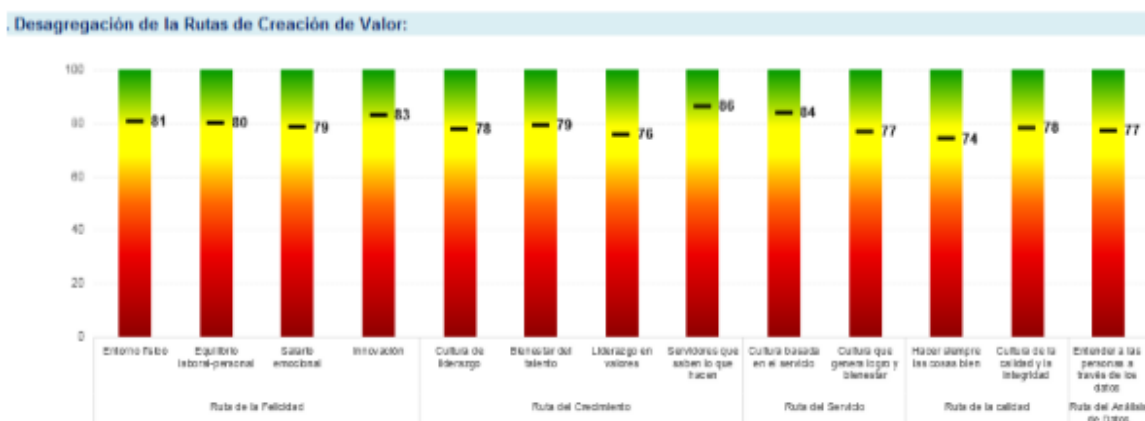 . Desagregación de la Rutas de Creación de Valor:
100
80
60
40
20
0
81
80
79
83
78
79
76
86
84
77
74
78
77
Entorno físico
Equilibrio
laboral-personal
Salario
emocional
Innovación
Cultura de
liderazgo
Bienestar del
talento
Liderazgo en
valores
Servidores que
saben lo que
hacen
Cultura basada
en el servicio
Cultura que
genera logro y
bienestar
Hacer siempre
las cosas bien
Cultura de la
calidad y la
integridad
Entender a las
personas a
través de los
datos
Ruta de la Felicidad
Ruta del Crecimiento
Ruta del Servicio
Ruta de la calidad
Ruta del Análisis
de Datos